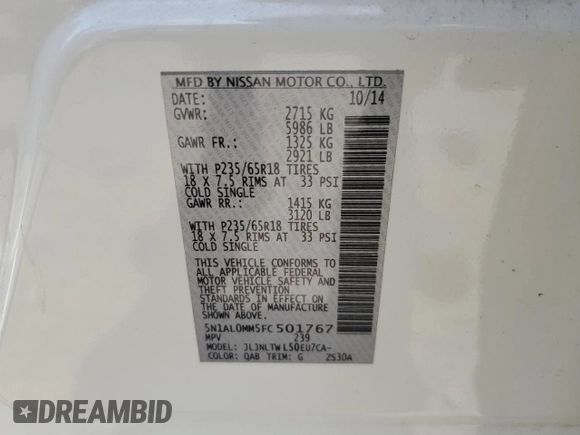 MFD BY NISSAN MOTOR CO., LTD.
DATE: 10/14
GVWR: 2715 KG
5986 LB
GAWR FR.: 1325 KG
2921 LB
WITH P235/65R18 TIRES
18 X 7.5 RIMS AT 33 PSI
COLD SINGLE
GAWR RR.: 1415 KG
3120 LB
WITH P235/65R18 TIRES
18 X 7.5 RIMS AT 33 PSI
COLD SINGLE
THIS VEHICLE CONFORMS TO
ALL APPLICABLE FEDERAL
MOTOR VEHICLE SAFETY AND
THEFT PREVENTION
STANDARDS IN EFFECT ON
THE DATE OF MANUFACTURE
SHOWN ABOVE.
5N1AL0MM5FC501767
MPV 239
MODEL: JLJNLTW L50EU7CA-
COLOR: QAB TRIM: G 2S30A
DREAMBID